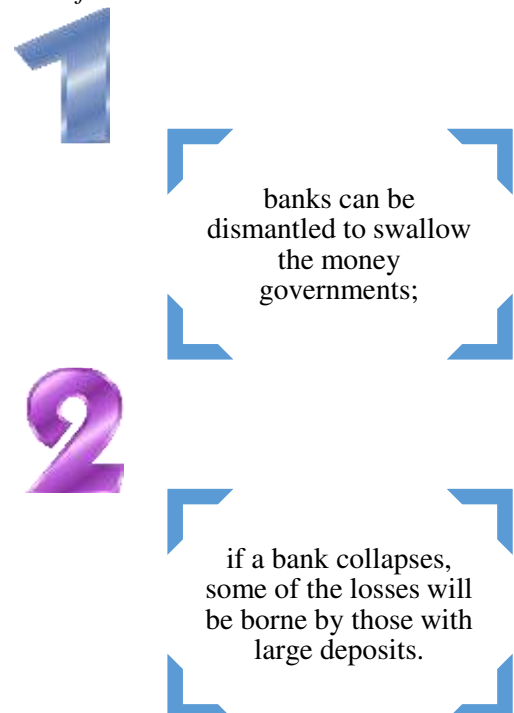 1
banks can be
dismantled to swallow
the money
governments;
2
if a bank collapses,
some of the losses will
be borne by those with
large deposits.